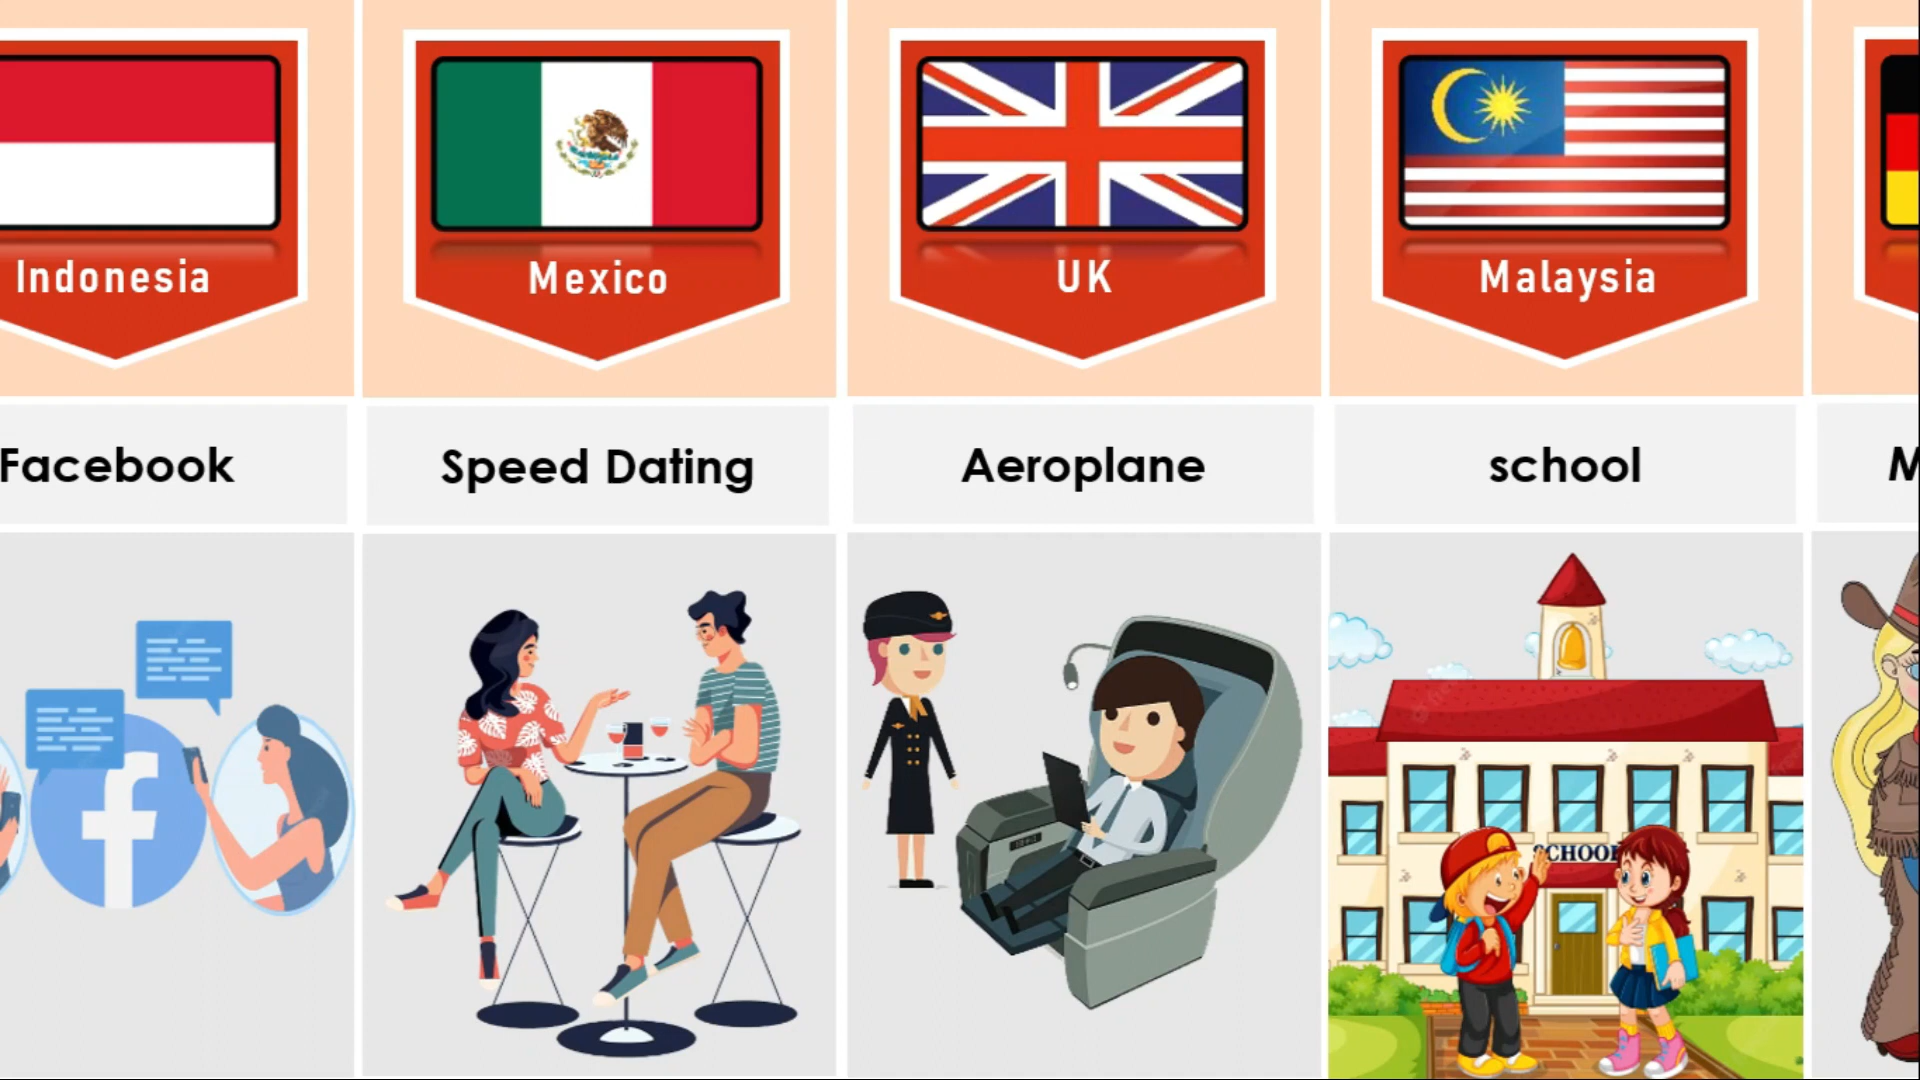 Indonesia
Mexico
UK
Malaysia
Facebook
Speed Dating
Aeroplane
school
M
f
SCHOOL